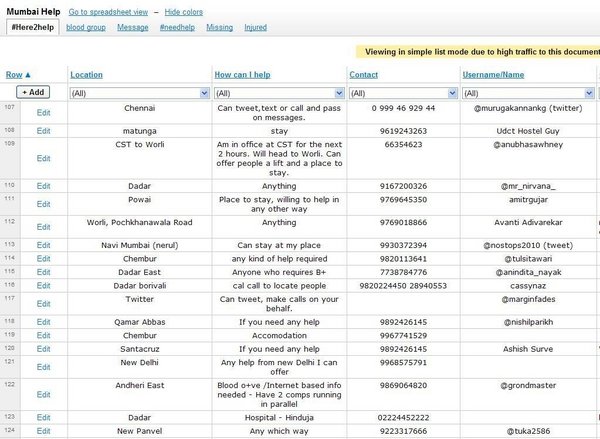 Mumbai Help Go to spreadsheet view – Hide colors
#Here2help blood group Message #needhelp Missing Injured
Viewing in simple list mode due to high traffic to this document
Row ▲ Location How can I help Contact Username/Name
+ Add (All) (All) (All) (All)
107 Edit Chennai Can tweet,text or call and pass 0 999 46 929 44 @murugakannankg (twitter)
on messages.
108 Edit matunga stay 9619243263 Udct Hostel Guy
109 Edit CST to Worli Am in office at CST for the next 66354623 @anubhasawhney
2 hours. Will head to Worli. Can
offer people a lift and a place to
stay.
110 Edit Dadar Anything 9167200326 @mr_nirvana_
111 Edit Powai Place to stay, willing to help in 9769645350 amitrgujar
any other way
112 Edit Worli, Pochkhanawala Road Anything 9769018866 Avanti Adivarekar
113 Edit Navi Mumbai (nerul) Can stay at my place 9930372394 @nostops2010 (tweet)
114 Edit Chembur any kind of help required 9820113641 @tulsitawari
115 Edit Dadar East Anyone who requires B+ 7738784776 @anindita_nayak
116 Edit Dadar borivali cal call to locate people 9820224450 28940553 cassynaz
117 Edit Twitter Can tweet, make calls on your @marginfades
behalf.
118 Edit Qamar Abbas If you need any help 9892426145 @nishilparikh
119 Edit Chembur Accomodation 9967741529
120 Edit Santacruz If you need any help 9892426145 Ashish Surve
121 Edit New Delhi Any help from new Delhi I can 9968575791
offer
122 Edit Andheri East Blood o+ve /Internet based info 9869064820 @grondmaster
needed - Have 2 comps running
in parallel
123 Edit Dadar Hospital - Hinduja 02224452222
124 Edit New Panvel Any which way 9223317666 @tuka2586